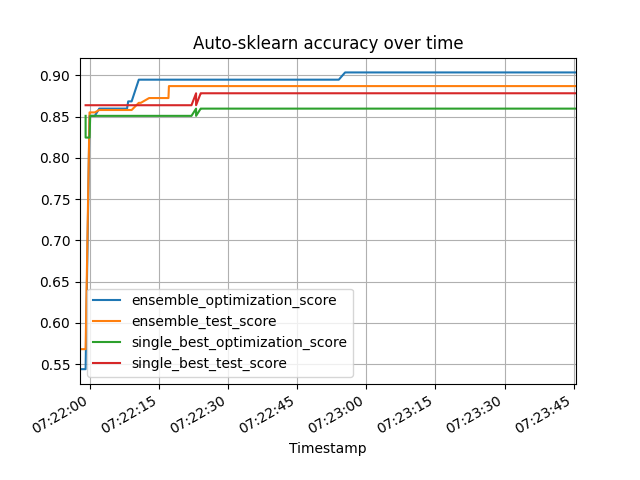 Auto-sklearn accuracy over time
0.90
0.85
0.80
0.75
0.70
0.65
0.60
0.55
ensemble_optimization_score
ensemble_test_score
single_best_optimization_score
single_best_test_score
07:22:00
07:22:15
07:22:30
07:22:45
07:23:00
07:23:15
07:23:30
07:23:45
Timestamp